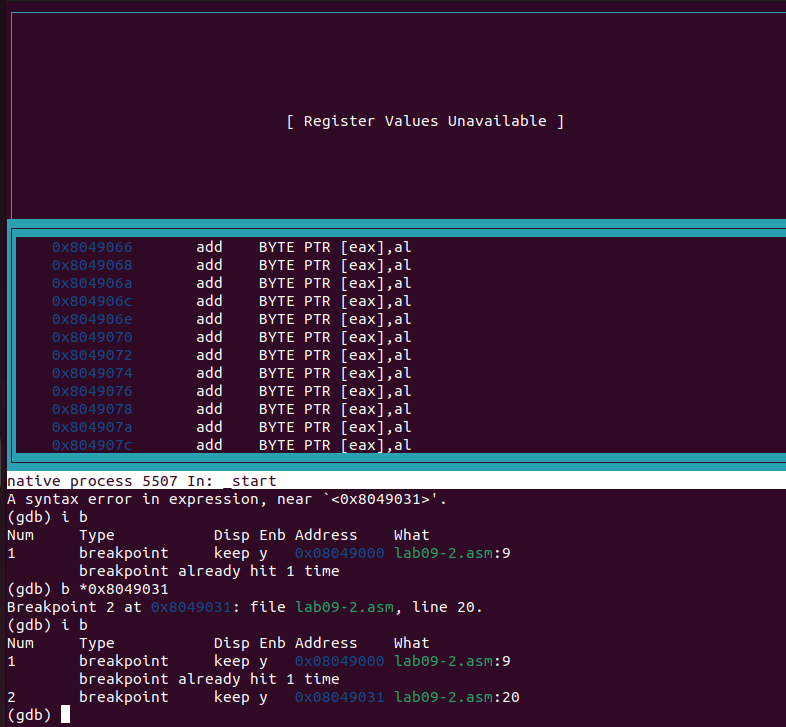 [ Register Values Unavailable ]
0x8049066 add BYTE PTR [eax],al
0x8049068 add BYTE PTR [eax],al
0x804906a add BYTE PTR [eax],al
0x804906c add BYTE PTR [eax],al
0x804906e add BYTE PTR [eax],al
0x8049070 add BYTE PTR [eax],al
0x8049072 add BYTE PTR [eax],al
0x8049074 add BYTE PTR [eax],al
0x8049076 add BYTE PTR [eax],al
0x8049078 add BYTE PTR [eax],al
0x804907a add BYTE PTR [eax],al
0x804907c add BYTE PTR [eax],al
native process 5507 In: _start
A syntax error in expression, near `<0x8049031>'.
(gdb) i b
Num Type Disp Enb Address What
1 breakpoint keep y 0x08049000 lab09-2.asm:9
breakpoint already hit 1 time
(gdb) b *0x8049031
Breakpoint 2 at 0x8049031: file lab09-2.asm, line 20.
(gdb) i b
Num Type Disp Enb Address What
1 breakpoint keep y 0x08049000 lab09-2.asm:9
breakpoint already hit 1 time
2 breakpoint keep y 0x08049031 lab09-2.asm:20
(gdb)